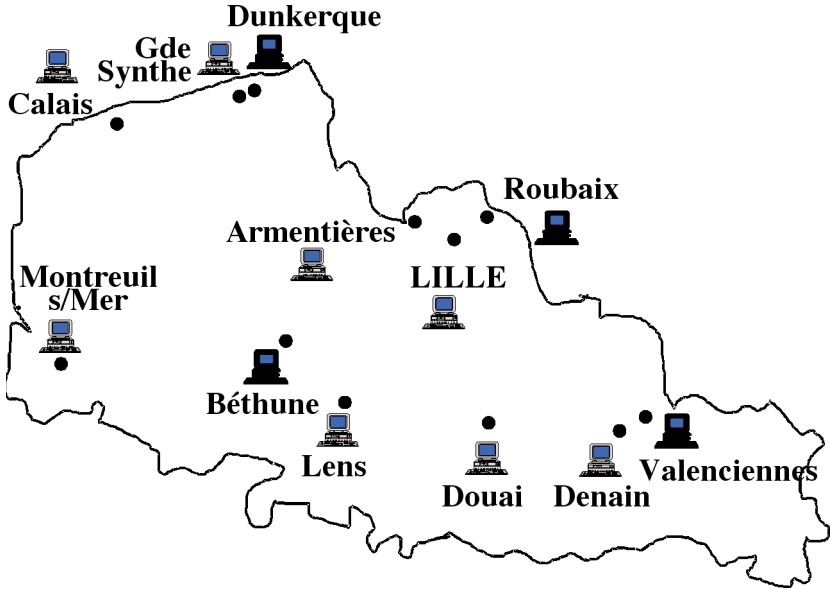 Dunkerque
Gde
Synthe
Calais
Roubaix
Armentières
LILLE
Montreuil
s/Mer
Béthune
Lens
Douai
Denain
Valenciennes